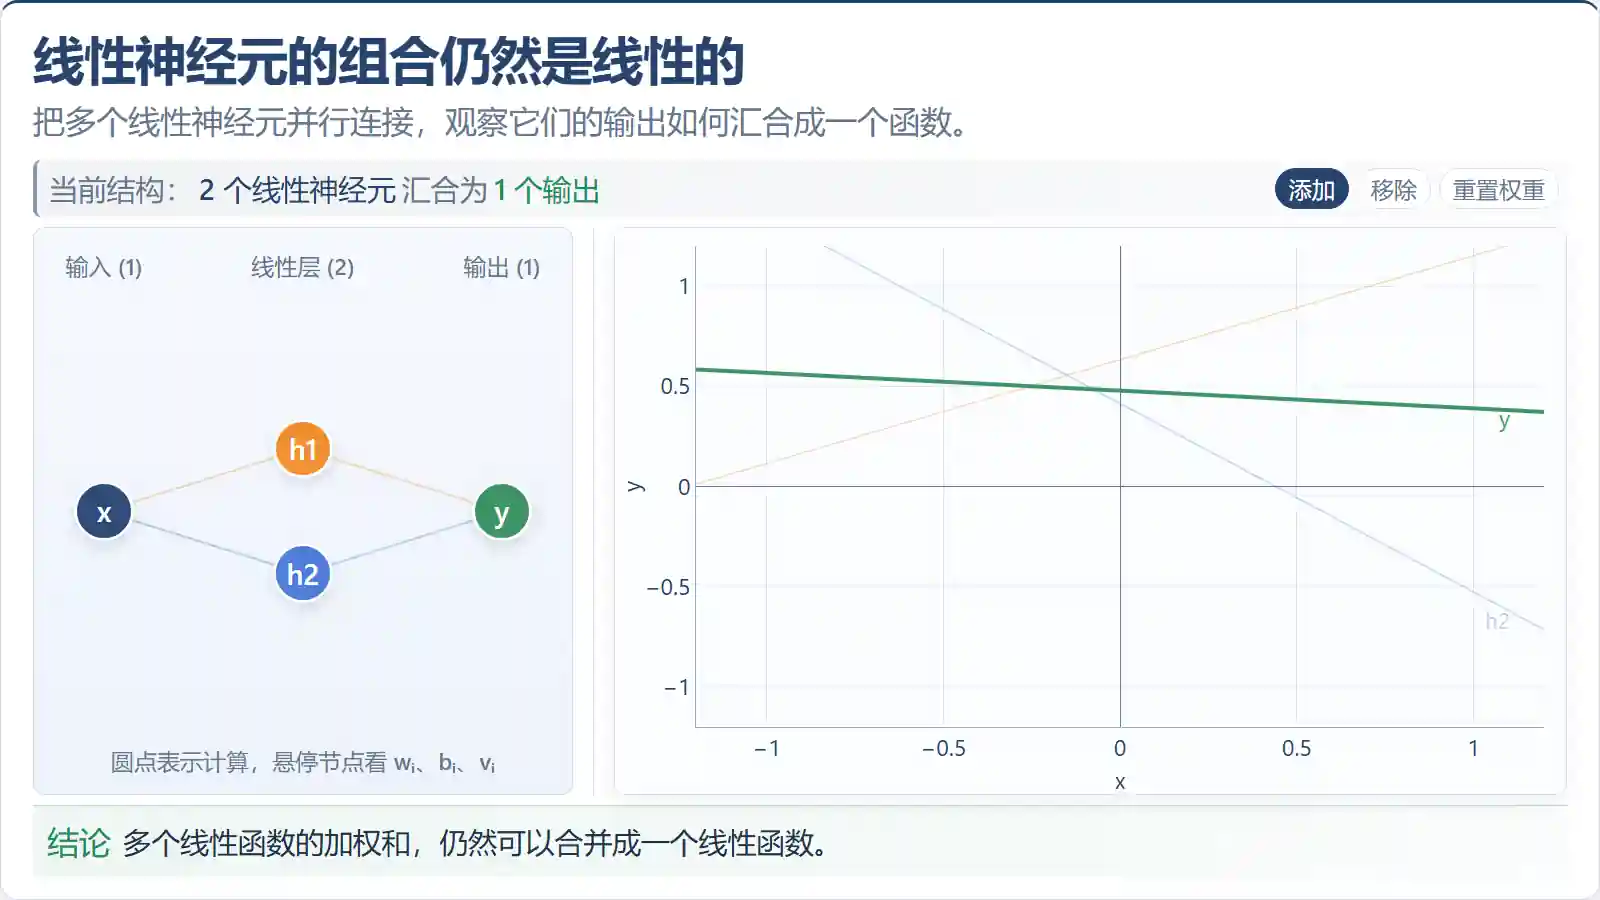 线性神经元的组合仍然是线性的
把多个线性神经元并行连接，观察它们的输出如何汇合成一个函数。
当前结构： 2 个线性神经元 汇合为 1 个输出
添加 移除 重置权重
输入 (1) 线性层 (2) 输出 (1)
h1
x
y
h2
圆点表示计算，悬停节点看 wᵢ、bᵢ、vᵢ
1
0.5
y
y
0
−0.5
h2
−1
−1 −0.5 0 0.5 1
x
结论 多个线性函数的加权和，仍然可以合并成一个线性函数。